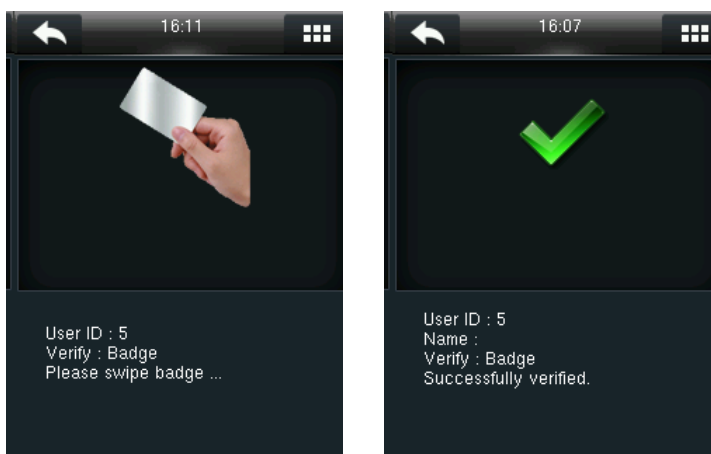 16:11
User ID : 5
Verify : Badge
Please swipe badge ...
16:07
User ID : 5
Name :
Verify : Badge
Successfully verified.